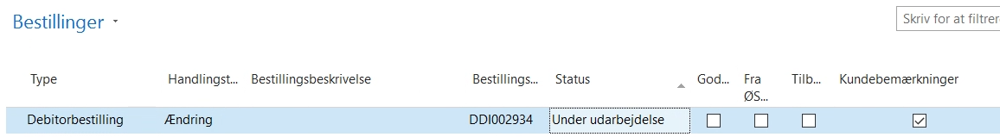 Bestillinger
Skriv for at filtrere
Type Handlingst... Bestillingsbeskrivelse Bestillings... Status God... Fra ØS... Tilb... Kundebemærkninger
Debitorbestilling Ændring DDI002934 Under udarbejdelse